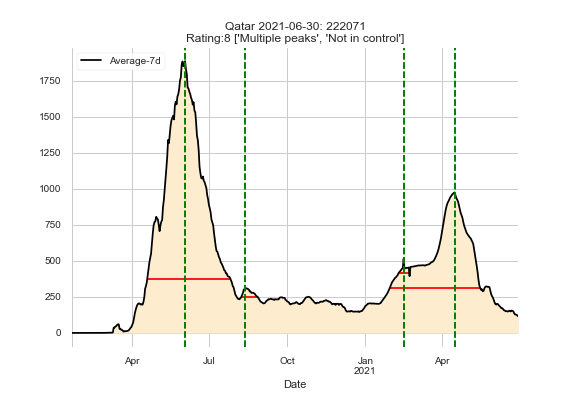 Qatar 2021-06-30: 222071
Rating:8 ['Multiple peaks', 'Not in control']
Average-7d
1750
1500
1250
1000
750
500
250
0
Apr
Jul
Oct
Jan
2021
Apr
Date